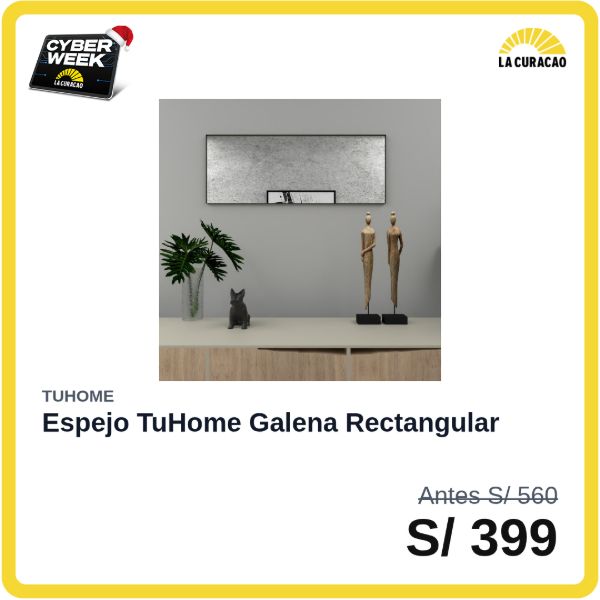 CYBER
WEEK
LA CURACAO
LA CURACAO
TUHOME
Espejo TuHome Galena Rectangular
Antes S/ 560
S/ 399